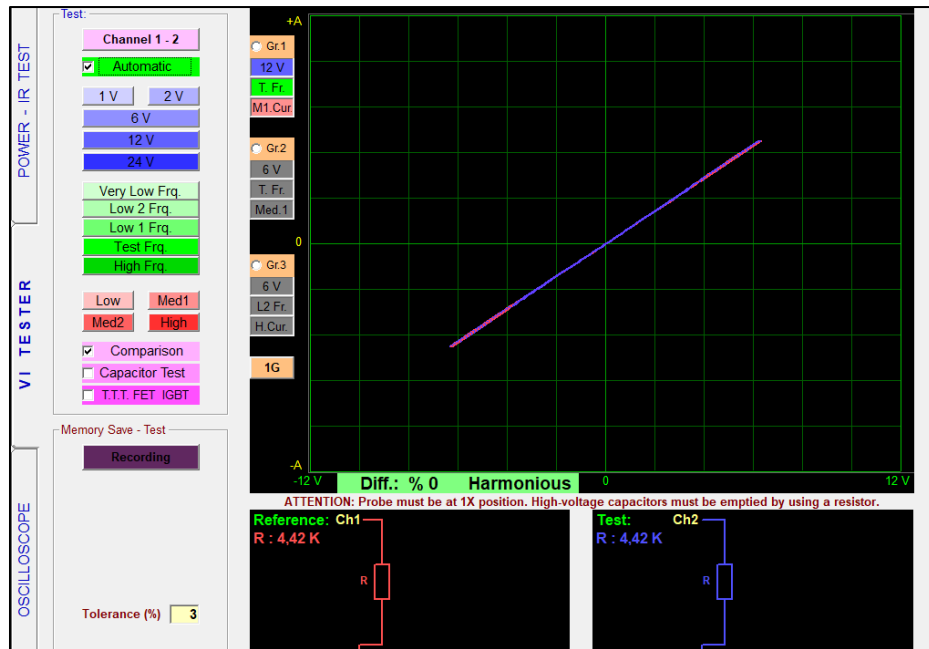 POWER - IR TEST
VI TESTER
OSCILLOSCOPE
Test:
Channel 1 - 2
Automatic
1 V
2 V
6 V
12 V
24 V
Very Low Frq.
Low 2 Frq.
Low 1 Frq.
Test Frq.
High Frq.
Low
Med1
Med2
High
Comparison
Capacitor Test
T.T.T. FET IGBT
Memory Save - Test
Recording
Tolerance (%) 3
Gr.1
12 V
T. Fr.
M1.Cur.
Gr.2
6 V
T. Fr.
Med.1
Gr.3
6 V
L2 Fr.
H.Cur.
1G
+A
0
-A
-12 V
0
12 V
Diff.: % 0 Harmonious
ATTENTION: Probe must be at 1X position. High-voltage capacitors must be emptied by using a resistor.
Reference: Ch1
R : 4,42 K
R
Test: Ch2
R : 4,42 K
R